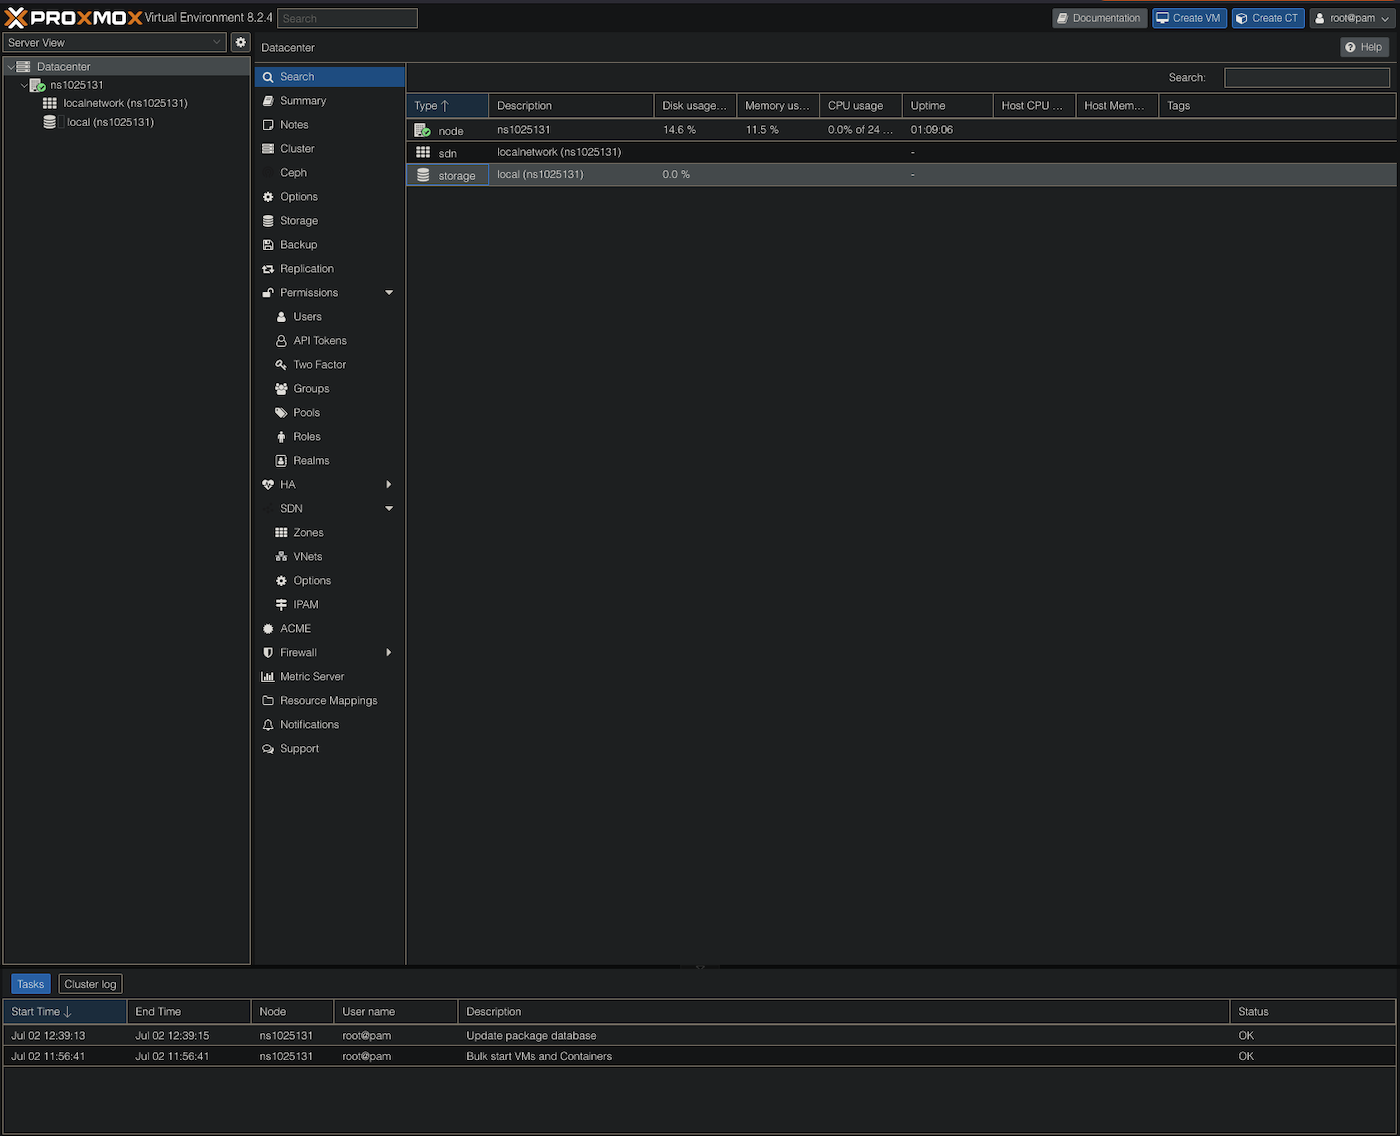 PROXMOX Virtual Environment 8.2.4 Search Documentation Create VM Create CT root@pam
Server View
Datacenter
ns1025131
localnetwork (ns1025131)
local (ns1025131)
Datacenter Help
Search
Summary
Notes
Cluster
Ceph
Options
Storage
Backup
Replication
Permissions
Users
API Tokens
Two Factor
Groups
Pools
Roles
Realms
HA
SDN
Zones
VNets
Options
IPAM
ACME
Firewall
Metric Server
Resource Mappings
Notifications
Support
Search:
Type Description Disk usage... Memory us... CPU usage Uptime Host CPU ... Host Mem... Tags
node ns1025131 14.6 % 11.5 % 0.0% of 24 ... 01:09:06
sdn localnetwork (ns1025131) -
storage local (ns1025131) 0.0 % -
Tasks Cluster log
Start Time End Time Node User name Description Status
Jul 02 12:39:13 Jul 02 12:39:15 ns1025131 root@pam Update package database OK
Jul 02 11:56:41 Jul 02 11:56:41 ns1025131 root@pam Bulk start VMs and Containers OK